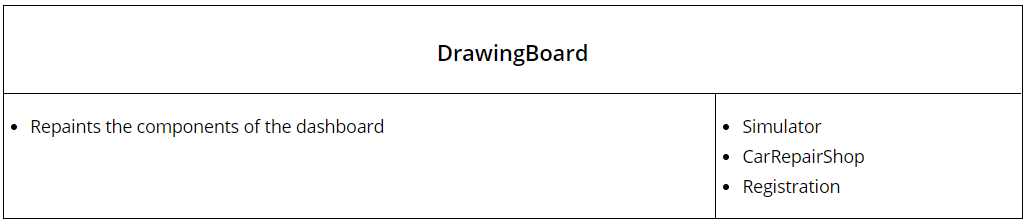 DrawingBoard
Repaints the components of the dashboard
Simulator
CarRepairShop
Registration